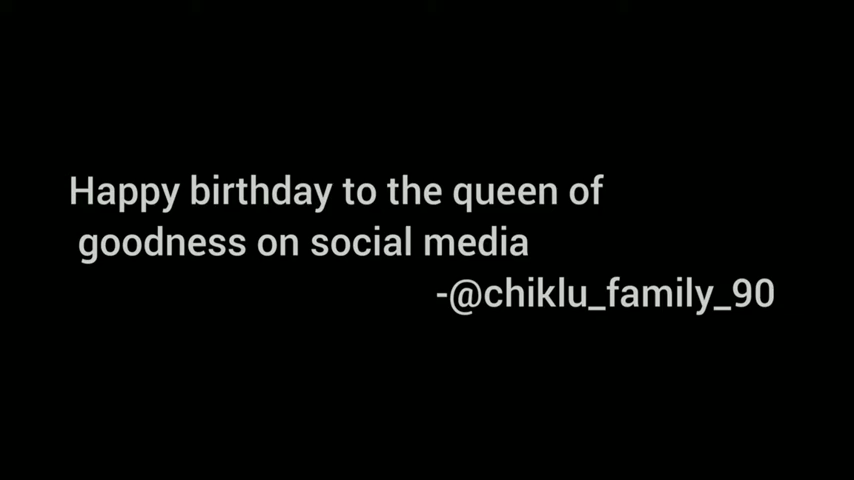 Happy birthday to the queen of
goodness on social media
-@chiklu_family_90